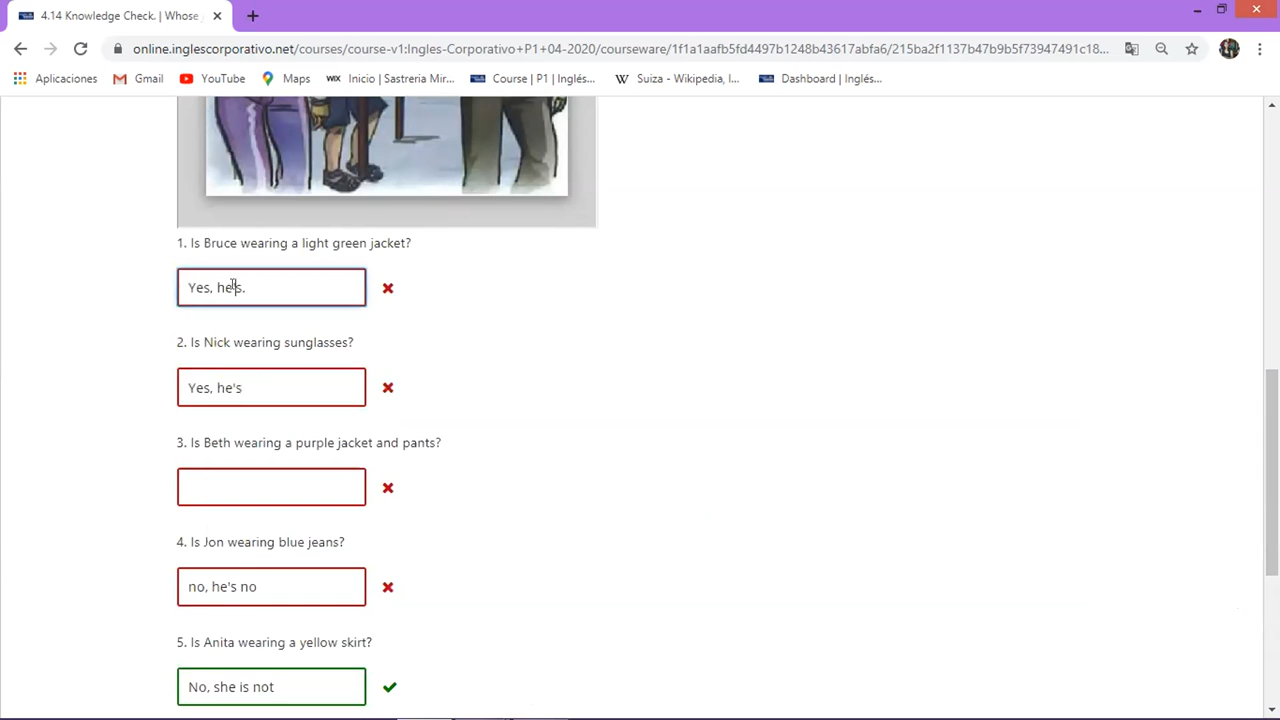 4.14 Knowledge Check. | Whose
online.inglescorporativo.net/courses/course-v1:Ingles-Corporativo+P1+04-2020/courseware/1f1a1aafb5fd4497b1248b43617abfa6/215ba2f1137b47b9b5f73947491c18...
Aplicaciones Gmail YouTube Maps WIX Inicio | Sastreria Mir... Course | P1 | Inglés... W Suiza - Wikipedia, l... Dashboard | Inglés...
1. Is Bruce wearing a light green jacket?
Yes, he's.
2. Is Nick wearing sunglasses?
Yes, he's
3. Is Beth wearing a purple jacket and pants?
4. Is Jon wearing blue jeans?
no, he's no
5. Is Anita wearing a yellow skirt?
No, she is not